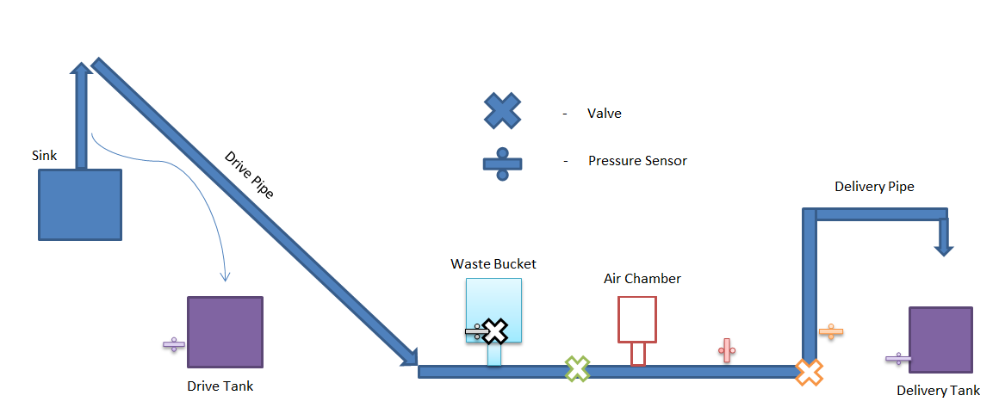 - Valve
Sink
- Pressure Sensor
Drive Pipe
Delivery Pipe
Waste Bucket
Air Chamber
Drive Tank
Delivery Tank